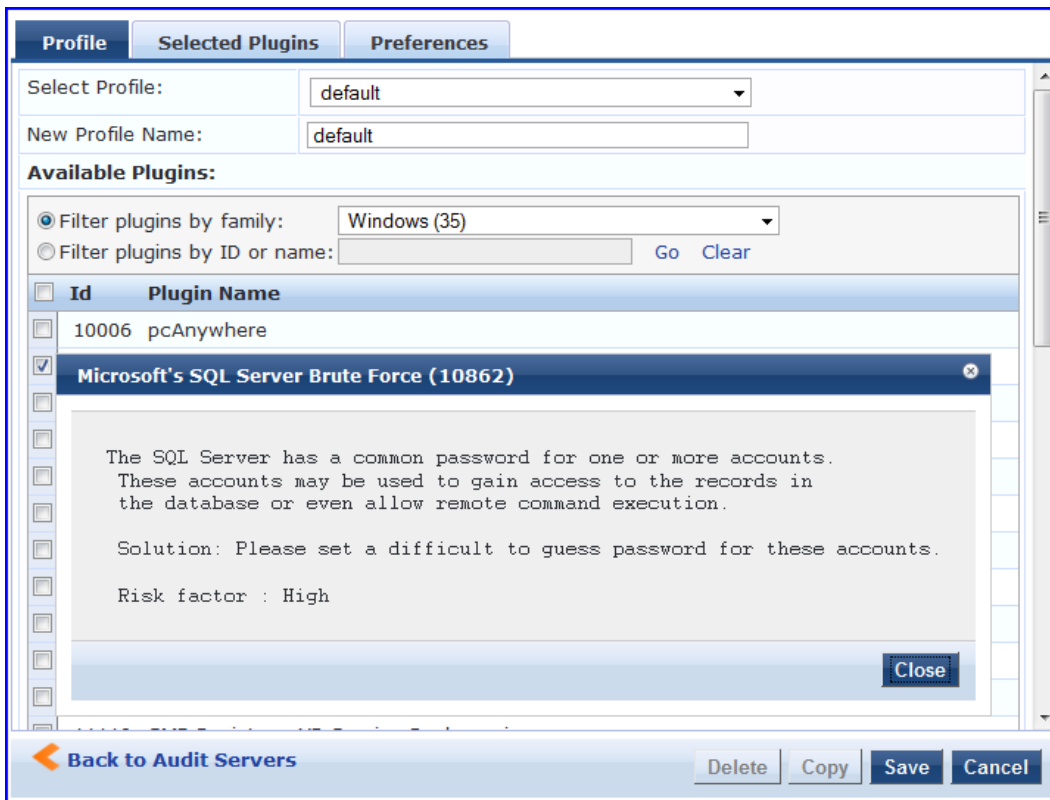 Profile Selected Plugins Preferences
Select Profile: default
New Profile Name: default
Available Plugins:
Filter plugins by family: Windows (35)
Filter plugins by ID or name: Go Clear
Id Plugin Name
10006 pcAnywhere
Microsoft's SQL Server Brute Force (10862)
The SQL Server has a common password for one or more accounts.
These accounts may be used to gain access to the records in
the database or even allow remote command execution.
Solution: Please set a difficult to guess password for these accounts.
Risk factor : High
Close
Back to Audit Servers Delete Copy Save Cancel